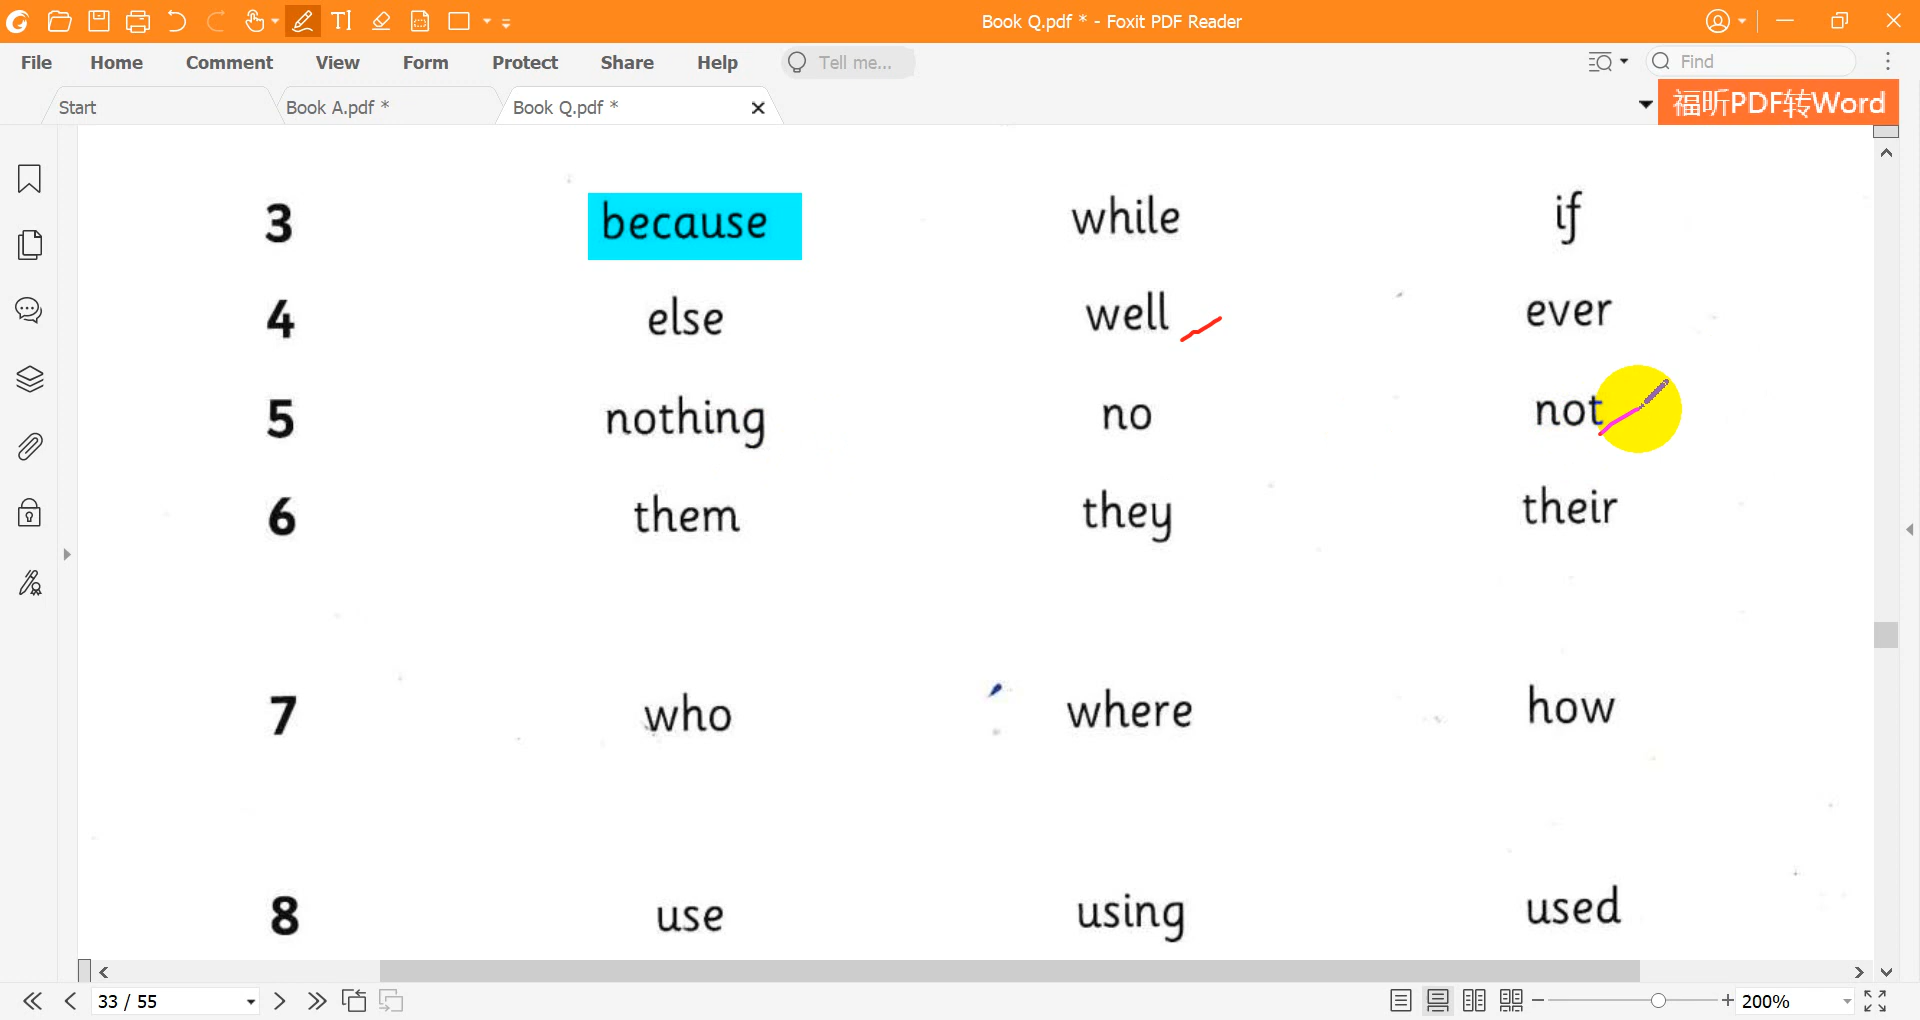 Book Q.pdf * - Foxit PDF Reader
File Home Comment View Form Protect Share Help Tell me... Find
Start Book A.pdf * Book Q.pdf * 福昕PDF转Word
3 because while if
4 else well ever
5 nothing no not
6 them they their
7 who where how
8 use using used
33 / 55 200%